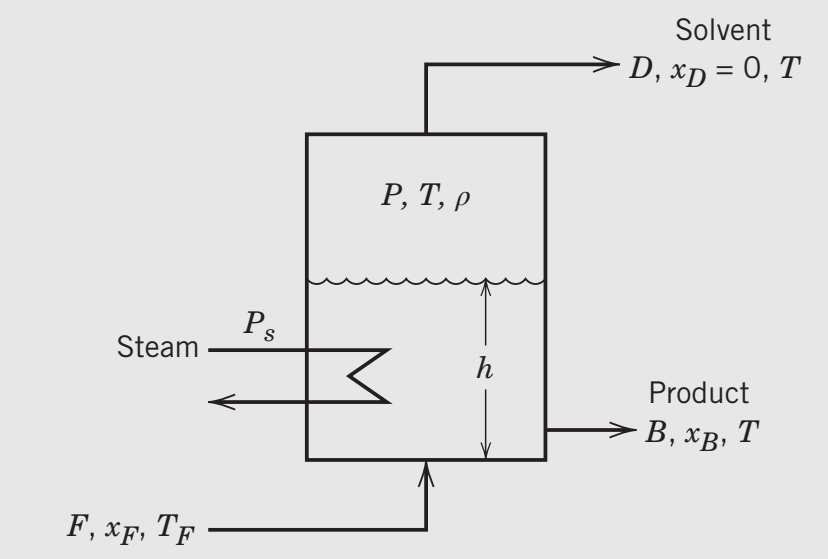 Solvent
D, x_D = 0, T
P, T, ρ
P_s
Steam
h
Product
B, x_B, T
F, x_F, T_F